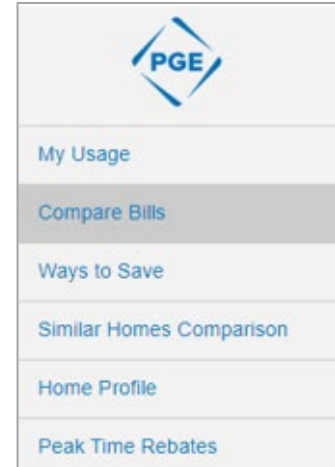 PGE
My Usage
Compare Bills
Ways to Save
Similar Homes Comparison
Home Profile
Peak Time Rebates